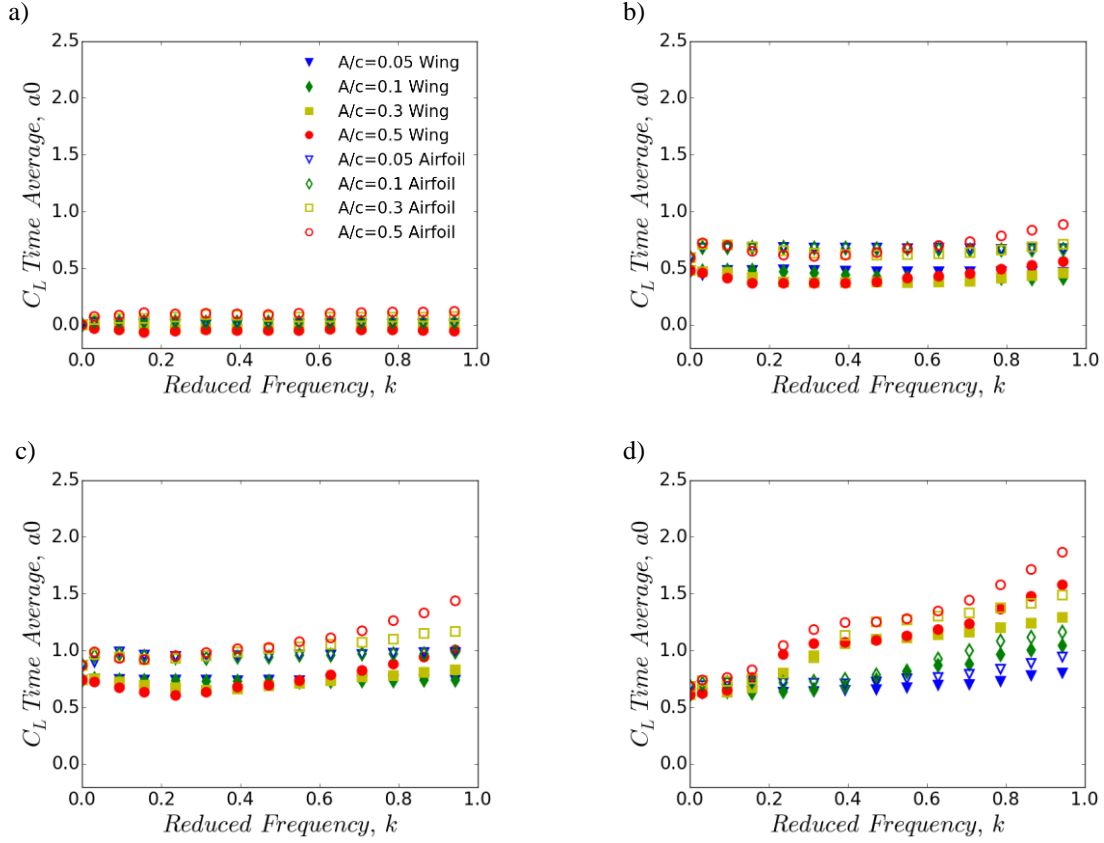 a)
2.5
2.0
1.5
1.0
0.5
0.0
C_L Time Average, a0
A/c=0.05 Wing
A/c=0.1 Wing
A/c=0.3 Wing
A/c=0.5 Wing
A/c=0.05 Airfoil
A/c=0.1 Airfoil
A/c=0.3 Airfoil
A/c=0.5 Airfoil
0.0 0.2 0.4 0.6 0.8 1.0
Reduced Frequency, k
b)
2.5
2.0
1.5
1.0
0.5
0.0
C_L Time Average, a0
0.0 0.2 0.4 0.6 0.8 1.0
Reduced Frequency, k
c)
2.5
2.0
1.5
1.0
0.5
0.0
C_L Time Average, a0
0.0 0.2 0.4 0.6 0.8 1.0
Reduced Frequency, k
d)
2.5
2.0
1.5
1.0
0.5
0.0
C_L Time Average, a0
0.0 0.2 0.4 0.6 0.8 1.0
Reduced Frequency, k